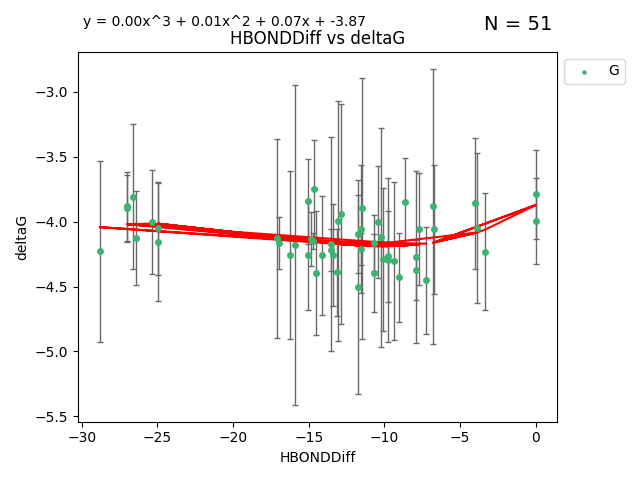 y = 0.00x^3 + 0.01x^2 + 0.07x + -3.87
N = 51
HBONDDiff vs deltaG
G
deltaG
−3.0
−3.5
−4.0
−4.5
−5.0
−5.5
−30 −25 −20 −15 −10 −5 0
HBONDDiff